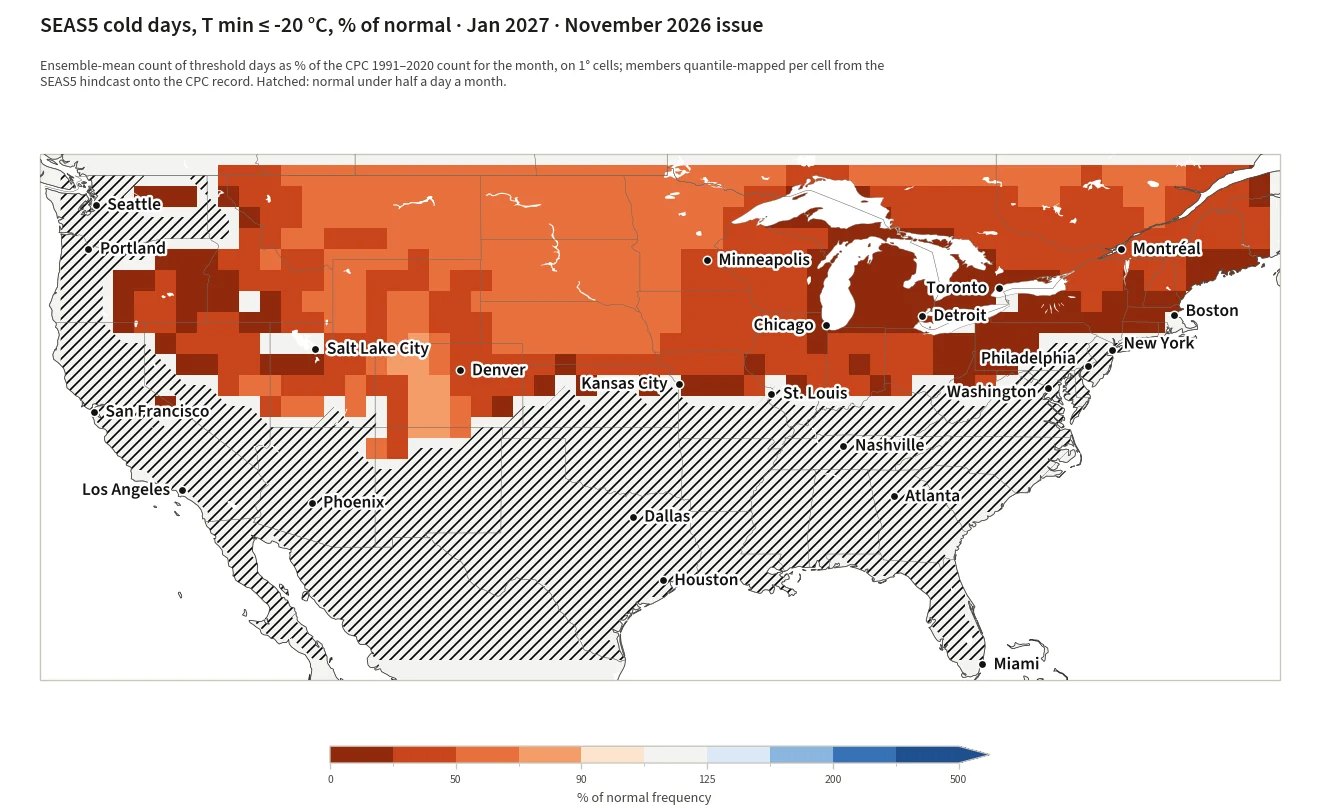 SEAS5 cold days, T min ≤ -20 °C, % of normal · Jan 2027 · November 2026 issue
Ensemble-mean count of threshold days as % of the CPC 1991–2020 count for the month, on 1° cells; members quantile-mapped per cell from the
SEAS5 hindcast onto the CPC record. Hatched: normal under half a day a month.
Seattle
Portland
Montréal
Minneapolis
Toronto
Boston
Detroit
Chicago
New York
Salt Lake City
Philadelphia
Denver
Kansas City
Washington
St. Louis
San Francisco
Nashville
Los Angeles
Atlanta
Phoenix
Dallas
Houston
Miami
0 50 90 125 200 500
% of normal frequency